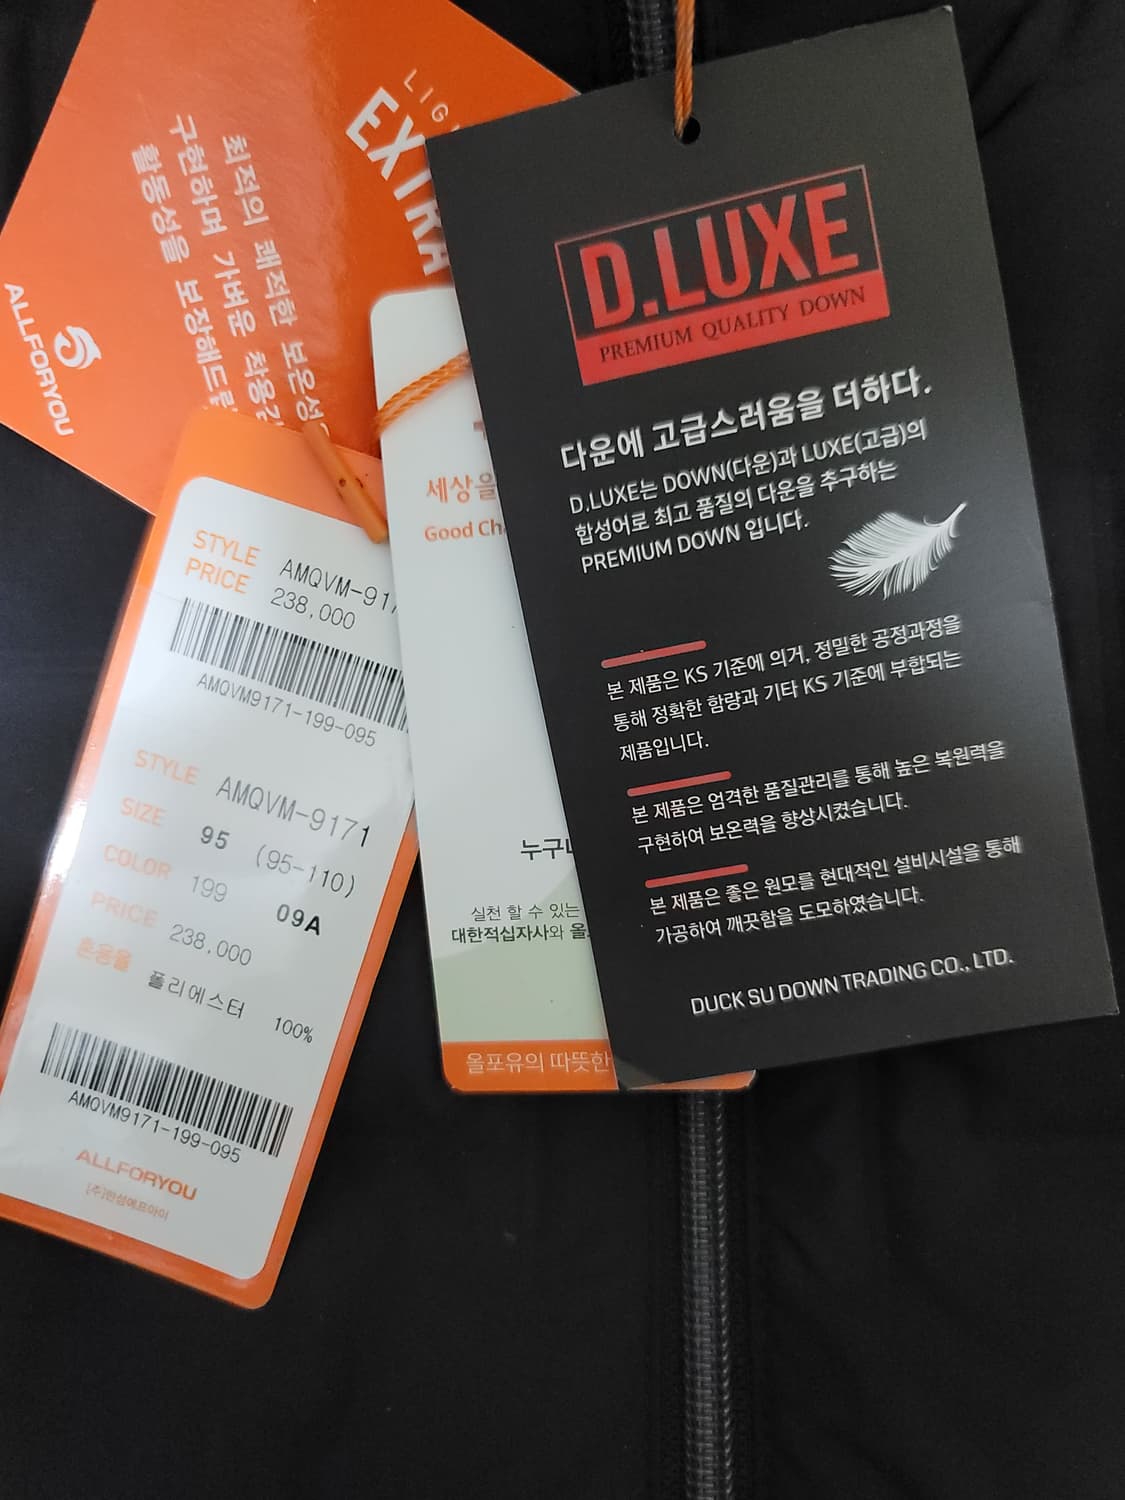 EXTRA
최적의 쾌적한 보온성
구현하며 가벼운
활동성을
ALLFORYOU
STYLE
PRICE 238,000
AMQVM9171-199-095
STYLE AMQVM-9171
SIZE 95 (95-110)
COLOR 199 09A
PRICE 238,000
혼용율 폴리에스터 100%
AMQVM9171-199-095
ALLFORYOU
(주)한성에프아이
세상을
Good
실천 할 수 있는
대한적십자사와
올포유의 따뜻한
D.LUXE
PREMIUM QUALITY DOWN
다운에 고급스러움을 더하다.
D.LUXE는 DOWN(다운)과 LUXE(고급)의
합성어로 최고 품질의 다운을 추구하는
PREMIUM DOWN 입니다.
본 제품은 KS 기준에 의거, 정밀한 공정과정을
통해 정확한 함량과 기타 KS 기준에 부합되는
제품입니다.
본 제품은 엄격한 품질관리를 통해 높은 복원력을
구현하여 보온력을 향상시켰습니다.
본 제품은 좋은 원모를 현대적인 설비시설을 통해
가공하여 깨끗함을 도모하였습니다.
DUCK SU DOWN TRADING CO., LTD.